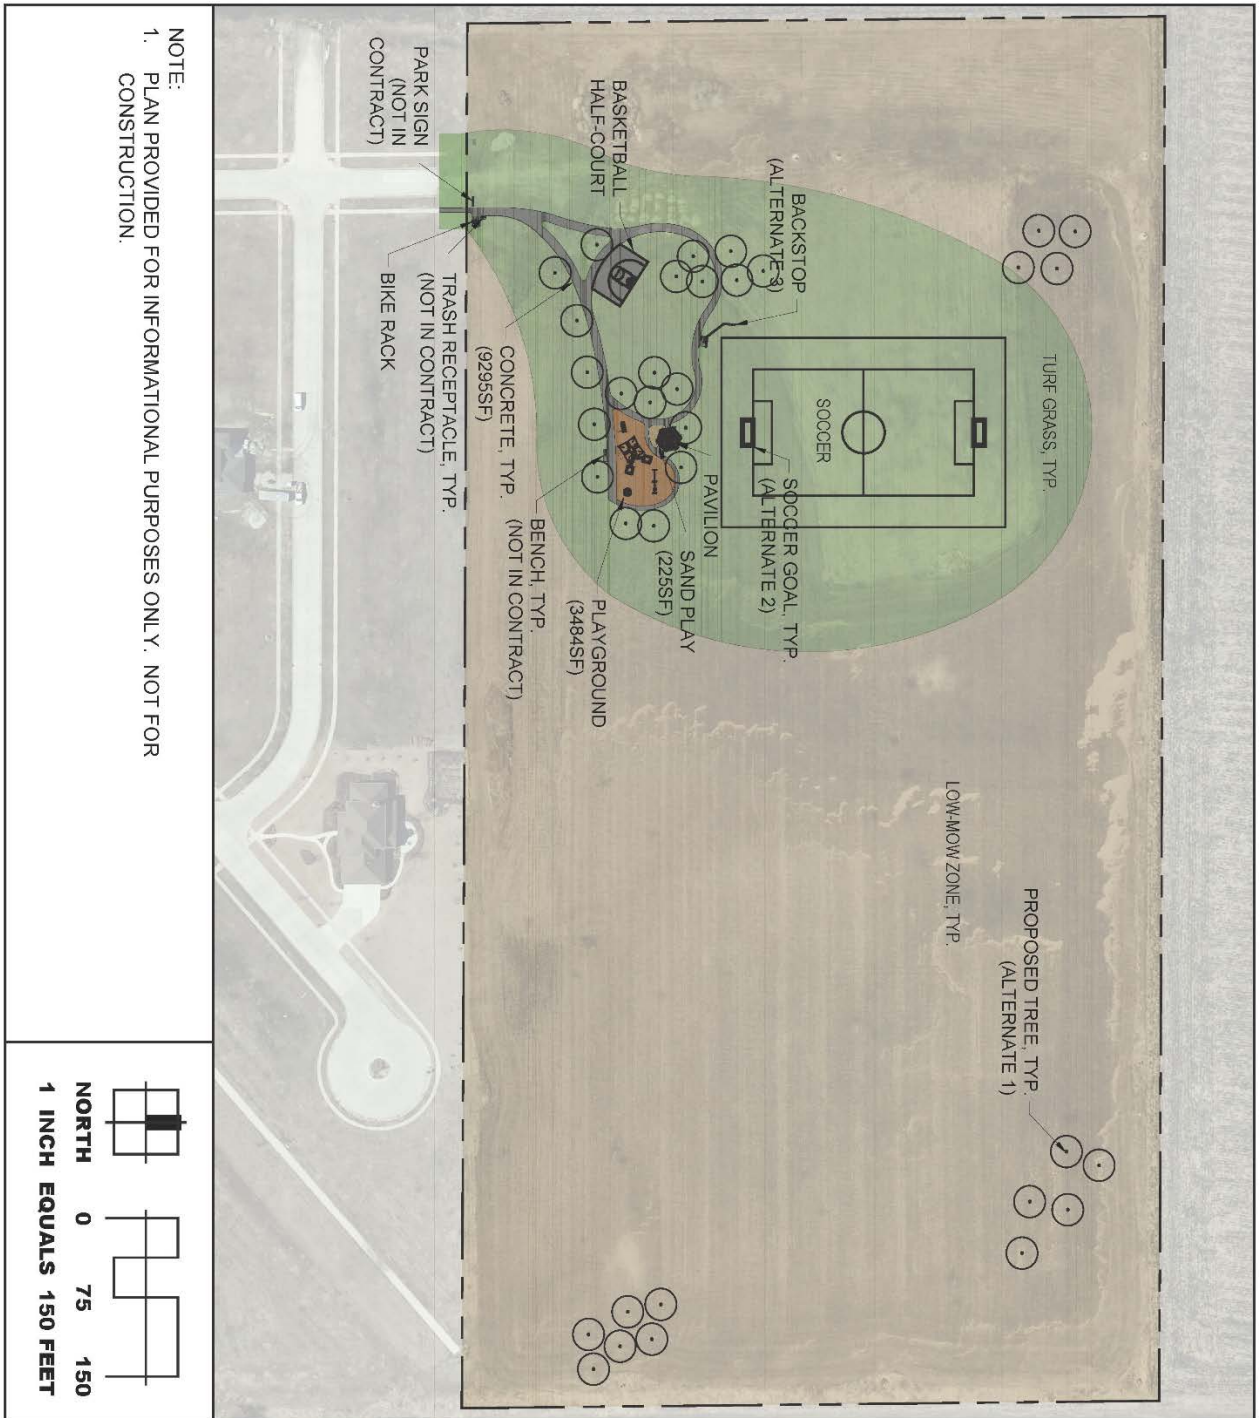 TURF GRASS, TYP.
LOW-MOW ZONE, TYP.
PROPOSED TREE, TYP.
(ALTERNATE 1)
BACKSTOP
(ALTERNATE 3)
SOCCER
SOCCER GOAL, TYP.
(ALTERNATE 2)
BASKETBALL
HALF-COURT
PAVILION
SAND PLAY
(225SF)
PLAYGROUND
(3484SF)
BENCH, TYP.
(NOT IN CONTRACT)
CONCRETE, TYP.
(9295SF)
PARK SIGN
(NOT IN
CONTRACT)
TRASH RECEPTACLE, TYP.
(NOT IN CONTRACT)
BIKE RACK
NOTE:
1. PLAN PROVIDED FOR INFORMATIONAL PURPOSES ONLY. NOT FOR
CONSTRUCTION.
NORTH 0 75 150
1 INCH EQUALS 150 FEET